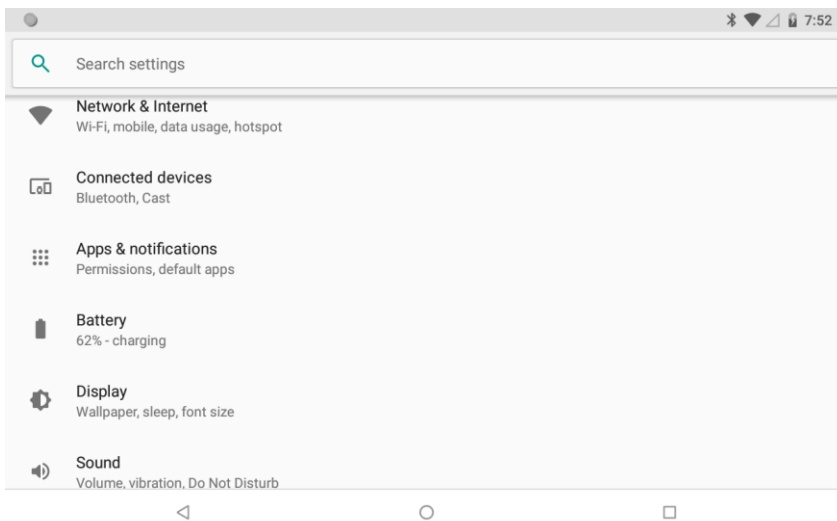 7:52
Search settings
Network & Internet
Wi-Fi, mobile, data usage, hotspot
Connected devices
Bluetooth, Cast
Apps & notifications
Permissions, default apps
Battery
62% - charging
Display
Wallpaper, sleep, font size
Sound
Volume, vibration, Do Not Disturb